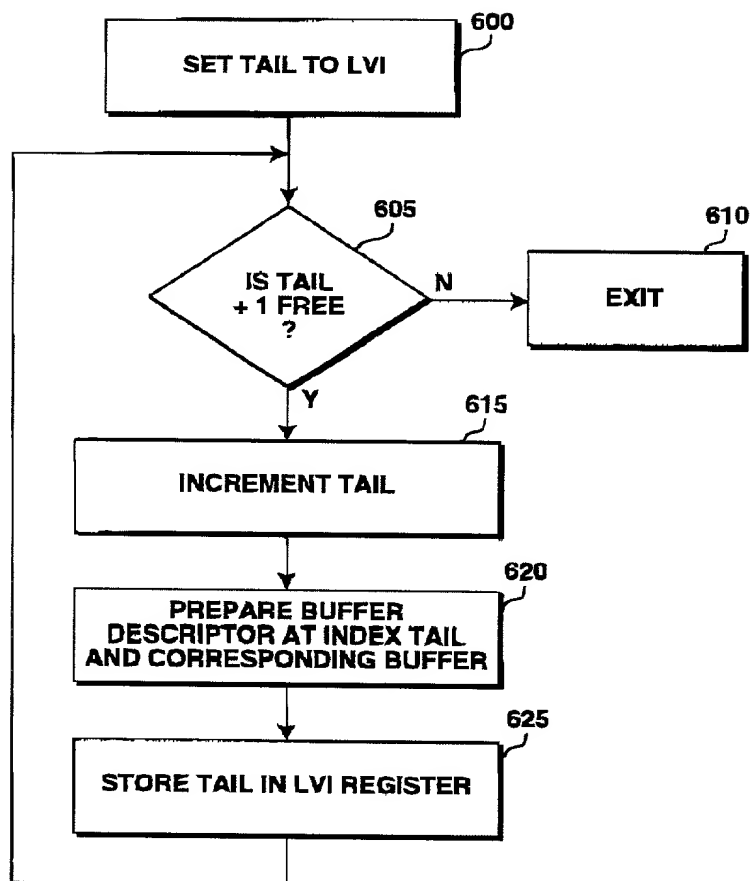 600
SET TAIL TO LVI
605
IS TAIL
+ 1 FREE
?
N
610
EXIT
Y
615
INCREMENT TAIL
620
PREPARE BUFFER
DESCRIPTOR AT INDEX TAIL
AND CORRESPONDING BUFFER
625
STORE TAIL IN LVI REGISTER